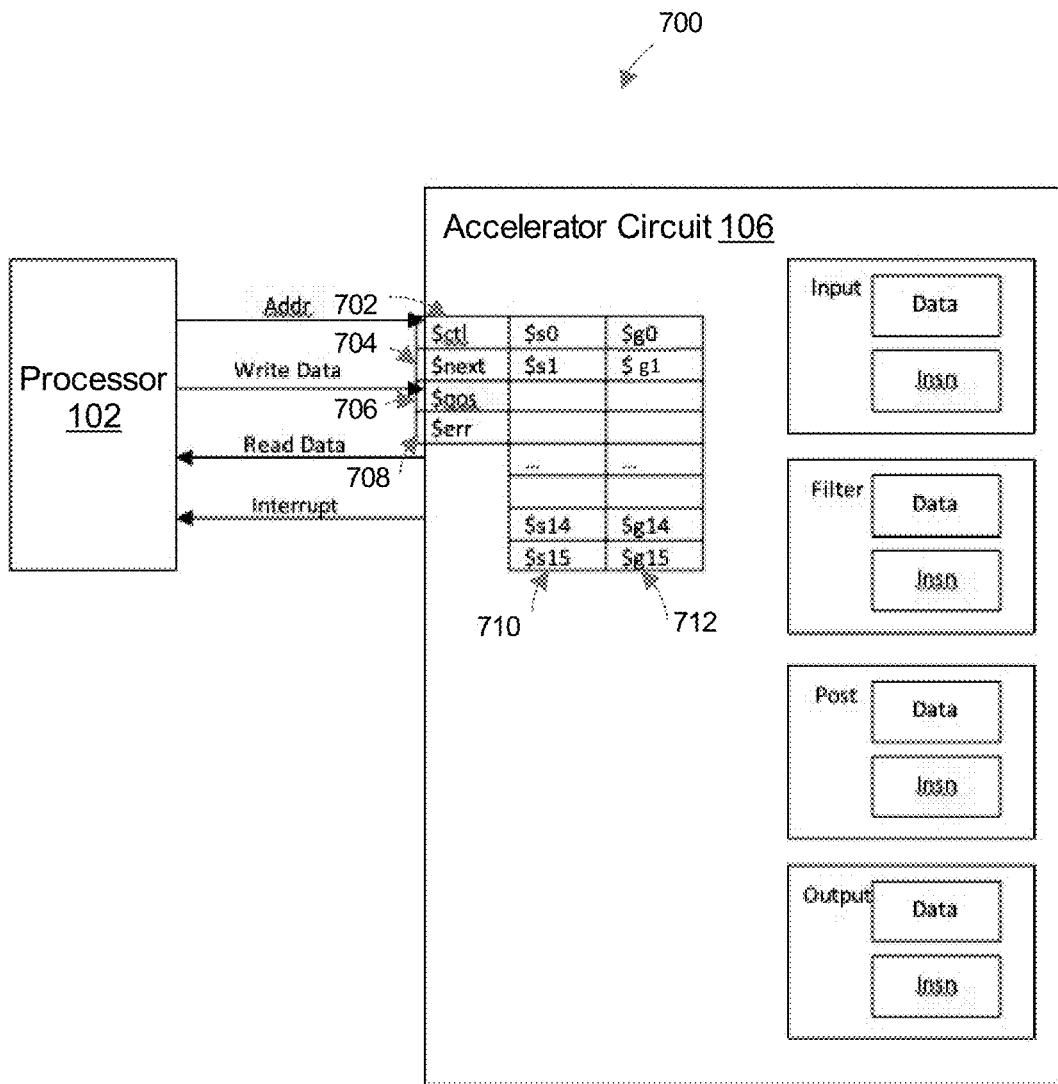 700
Accelerator Circuit 106
Processor
102
Addr
702
704
Write Data
706
Read Data
708
Interrupt
$ctl $s0 $g0
$next $s1 $ g1
$err
... ...
$s14 $g14
$s15 $g15
710
712
Input
Data
Insn
Filter
Data
Insn
Post
Data
Insn
Output
Data
Insn